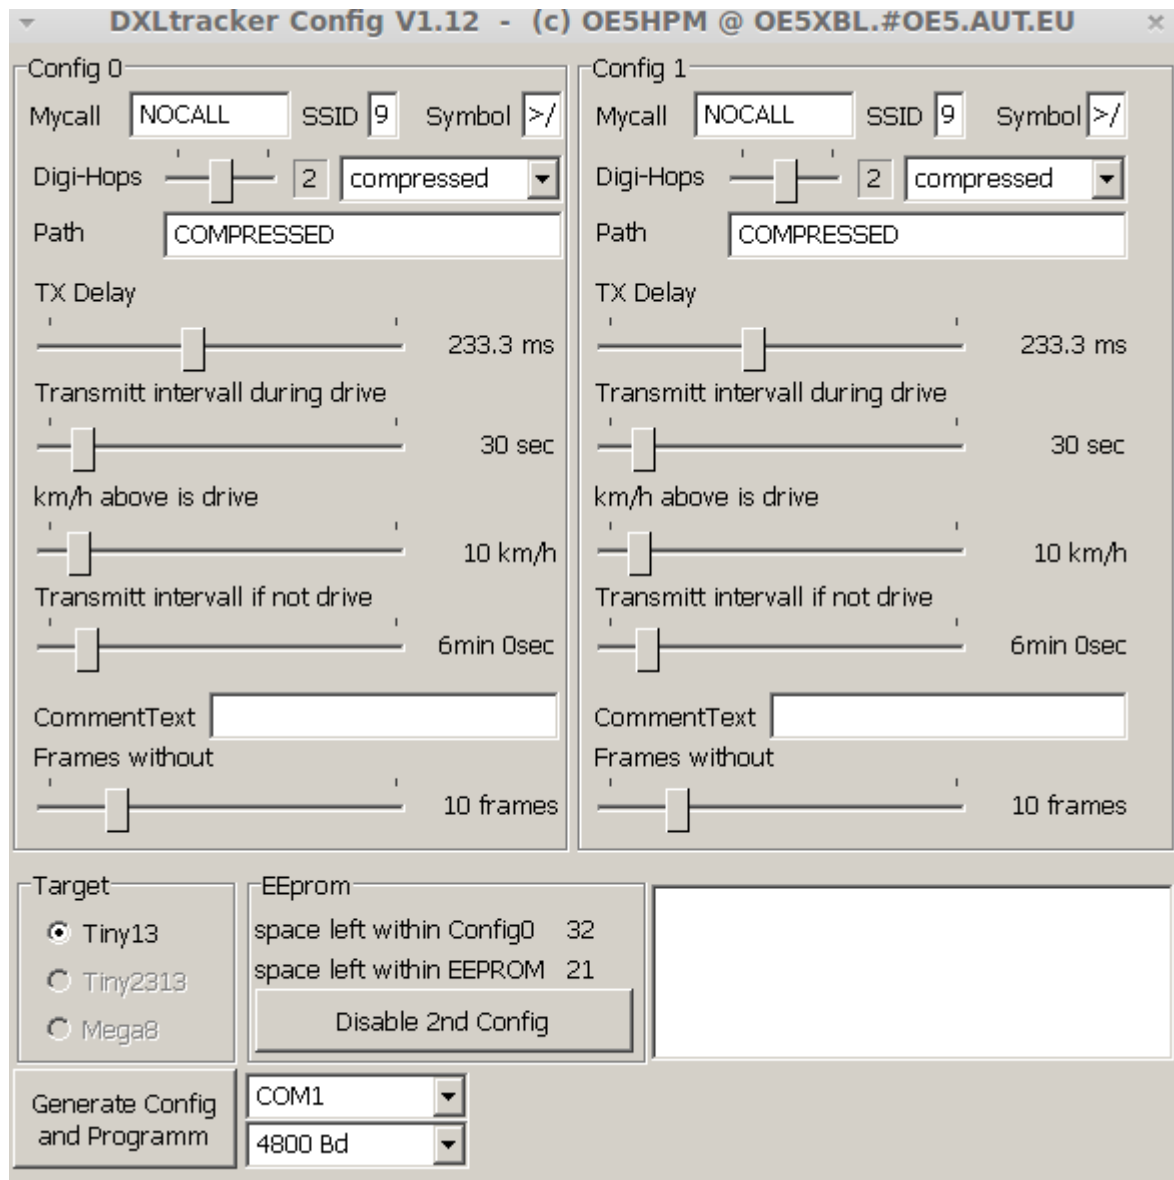 DXLtracker Config V1.12 - (c) OE5HPM @ OE5XBL.#OE5.AUT.EU
Config 0
Mycall NOCALL SSID 9 Symbol >/
Digi-Hops 2 compressed
Path COMPRESSED
TX Delay
233.3 ms
Transmitt intervall during drive
30 sec
km/h above is drive
10 km/h
Transmitt intervall if not drive
6min 0sec
CommentText
Frames without
10 frames
Config 1
Mycall NOCALL SSID 9 Symbol >/
Digi-Hops 2 compressed
Path COMPRESSED
TX Delay
233.3 ms
Transmitt intervall during drive
30 sec
km/h above is drive
10 km/h
Transmitt intervall if not drive
6min 0sec
CommentText
Frames without
10 frames
Target
Tiny13
Tiny2313
Mega8
EEprom
space left within Config0 32
space left within EEPROM 21
Disable 2nd Config
Generate Config
and Programm
COM1
4800 Bd